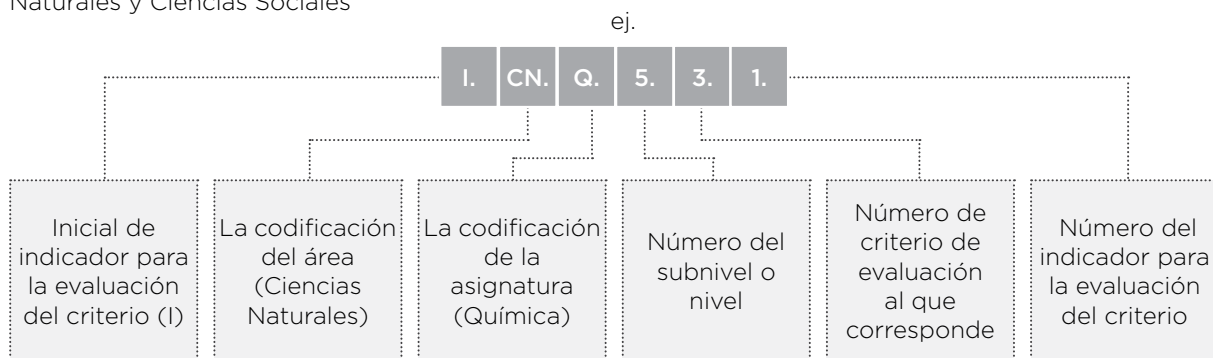 Naturales y Ciencias Sociales
ej.
I. CN. Q. 5. 3. 1.
Inicial de
indicador para
la evaluación
del criterio (I)
La codificación
del área
(Ciencias
Naturales)
La codificación
de la
asignatura
(Química)
Número del
subnivel o
nivel
Número de
criterio de
evaluación
al que
corresponde
Número del
indicador para
la evaluación
del criterio